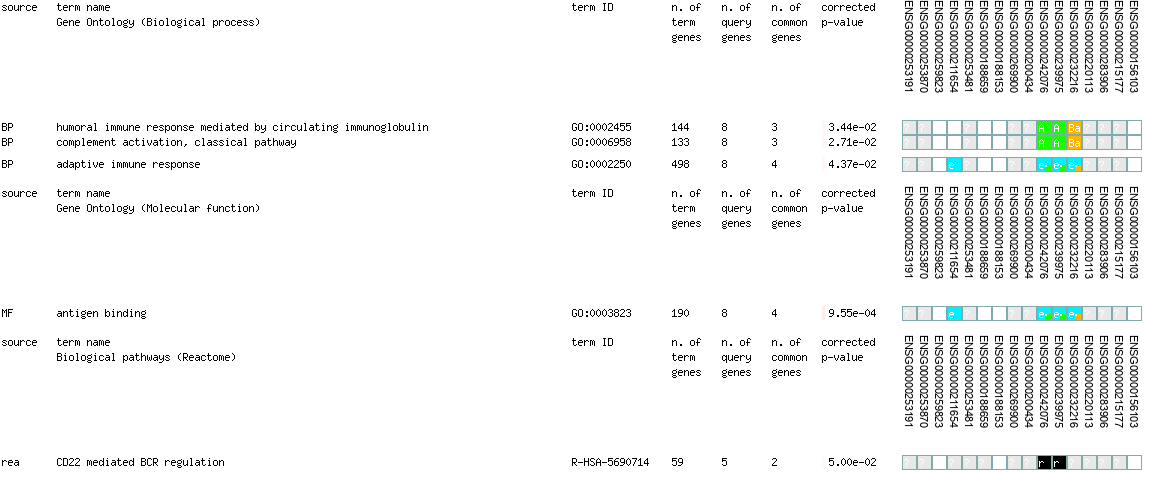 source term name term ID n. of n. of n. of corrected
Gene Ontology (Biological process) term query common p-value
genes genes genes
ENSG00000253191
ENSG00000253870
ENSG00000259823
ENSG00000211654
ENSG00000253481
ENSG00000188659
ENSG00000188153
ENSG00000269900
ENSG00000200434
ENSG00000242076
ENSG00000239975
ENSG00000232216
ENSG00000220113
ENSG00000283906
ENSG00000215177
ENSG00000156103
BP humoral immune response mediated by circulating immunoglobulin GO:0002455 144 8 3 3.44e-02 A A Ba
BP complement activation, classical pathway GO:0006958 133 8 3 2.71e-02 A A Ba
BP adaptive immune response GO:0002250 498 8 4 4.37e-02 e e e e
source term name term ID n. of n. of n. of corrected
Gene Ontology (Molecular function) term query common p-value
genes genes genes
ENSG00000253191
ENSG00000253870
ENSG00000259823
ENSG00000211654
ENSG00000253481
ENSG00000188659
ENSG00000188153
ENSG00000269900
ENSG00000200434
ENSG00000242076
ENSG00000239975
ENSG00000232216
ENSG00000220113
ENSG00000283906
ENSG00000215177
ENSG00000156103
MF antigen binding GO:0003823 190 8 4 9.55e-04 e e e e
source term name term ID n. of n. of n. of corrected
Biological pathways (Reactome) term query common p-value
genes genes genes
ENSG00000253191
ENSG00000253870
ENSG00000259823
ENSG00000211654
ENSG00000253481
ENSG00000188659
ENSG00000188153
ENSG00000269900
ENSG00000200434
ENSG00000242076
ENSG00000239975
ENSG00000232216
ENSG00000220113
ENSG00000283906
ENSG00000215177
ENSG00000156103
rea CD22 mediated BCR regulation R-HSA-5690714 59 5 2 5.00e-02 r r